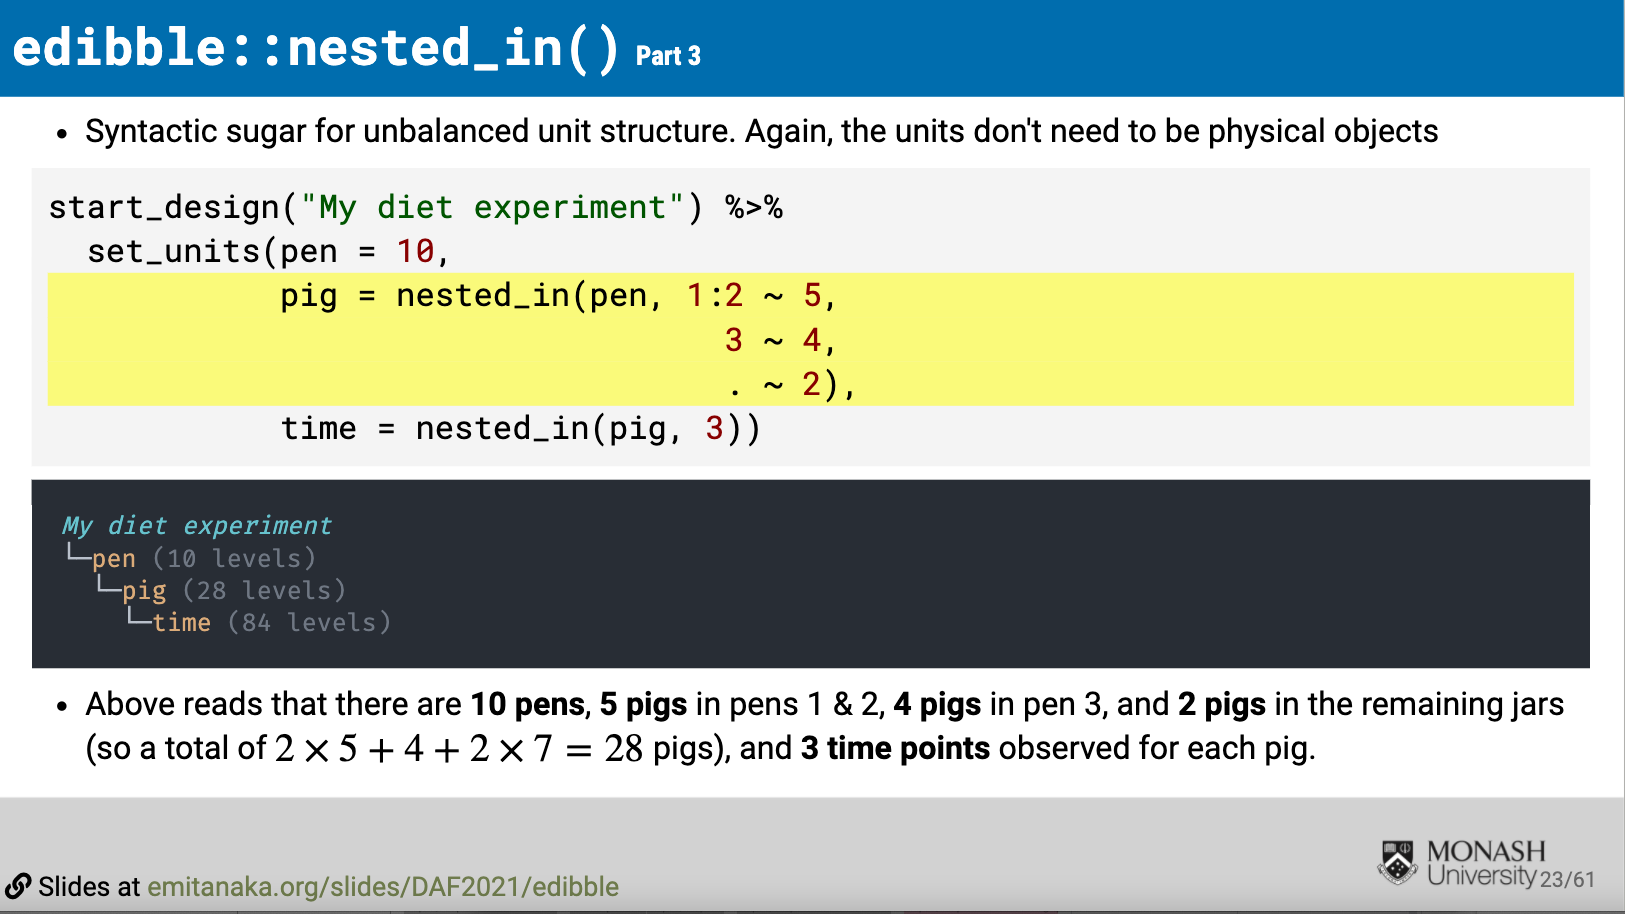 edibble::nested_in() Part 3
• Syntactic sugar for unbalanced unit structure. Again, the units don't need to be physical objects
start_design("My diet experiment") %>%
  set_units(pen = 10,
            pig = nested_in(pen, 1:2 ~ 5,
                                   3 ~ 4,
                                   . ~ 2),
            time = nested_in(pig, 3))
My diet experiment
└─pen (10 levels)
  └─pig (28 levels)
    └─time (84 levels)
• Above reads that there are 10 pens, 5 pigs in pens 1 & 2, 4 pigs in pen 3, and 2 pigs in the remaining jars
(so a total of 2 × 5 + 4 + 2 × 7 = 28 pigs), and 3 time points observed for each pig.
MONASH
University
23/61
Slides at emitanaka.org/slides/DAF2021/edibble